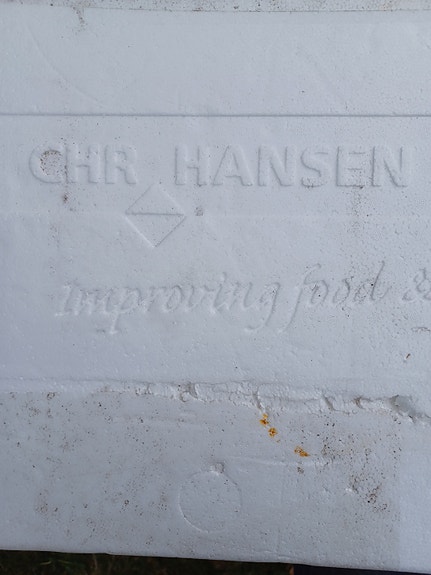 CHR HANSEN
Improving food &